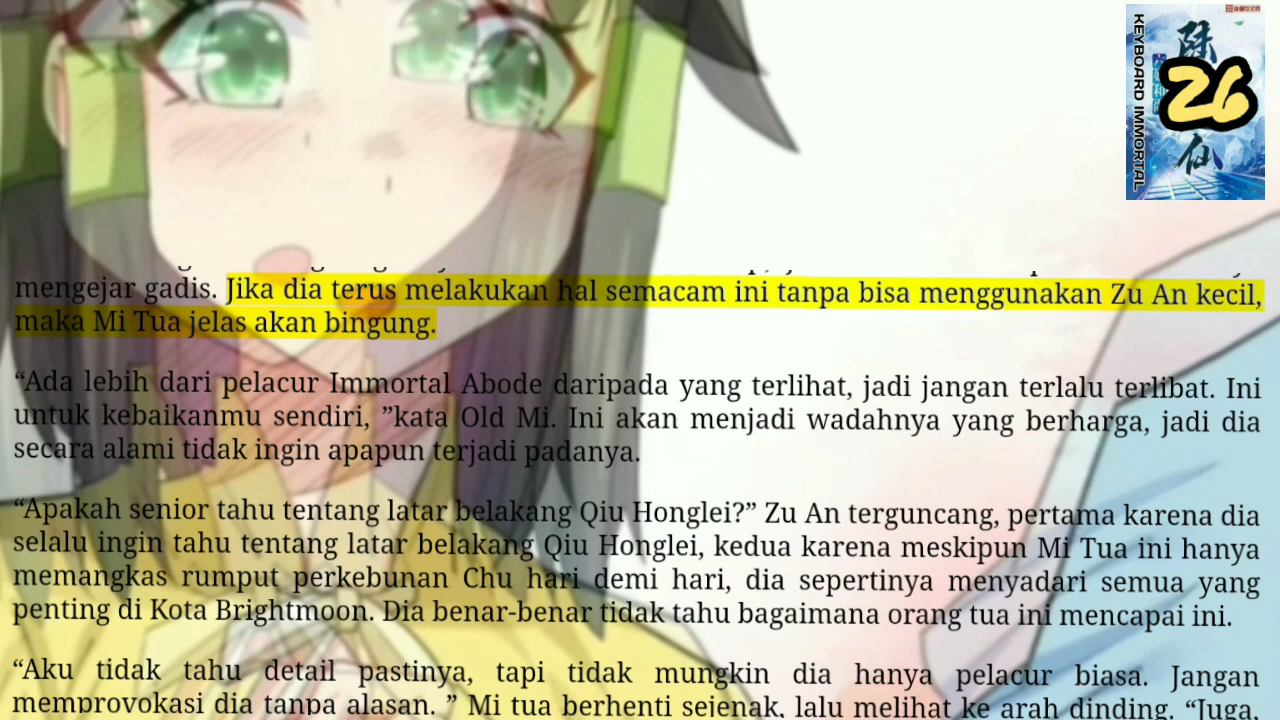 陆
仙
KEYBOARD IMMORTAL
26
mengejar gadis. Jika dia terus melakukan hal semacam ini tanpa bisa menggunakan Zu An kecil,
maka Mi Tua jelas akan bingung.
“Ada lebih dari pelacur Immortal Abode daripada yang terlihat, jadi jangan terlalu terlibat. Ini
untuk kebaikanmu sendiri, ”kata Old Mi. Ini akan menjadi wadahnya yang berharga, jadi dia
secara alami tidak ingin apapun terjadi padanya.
“Apakah senior tahu tentang latar belakang Qiu Honglei?” Zu An terguncang, pertama karena dia
selalu ingin tahu tentang latar belakang Qiu Honglei, kedua karena meskipun Mi Tua ini hanya
memangkas rumput perkebunan Chu hari demi hari, dia sepertinya menyadari semua yang
penting di Kota Brightmoon. Dia benar-benar tidak tahu bagaimana orang tua ini mencapai ini.
“Aku tidak tahu detail pastinya, tapi tidak mungkin dia hanya pelacur biasa. Jangan
memprovokasi dia tanpa alasan. ” Mi tua berhenti sejenak, lalu melihat ke arah dinding. “Juga,